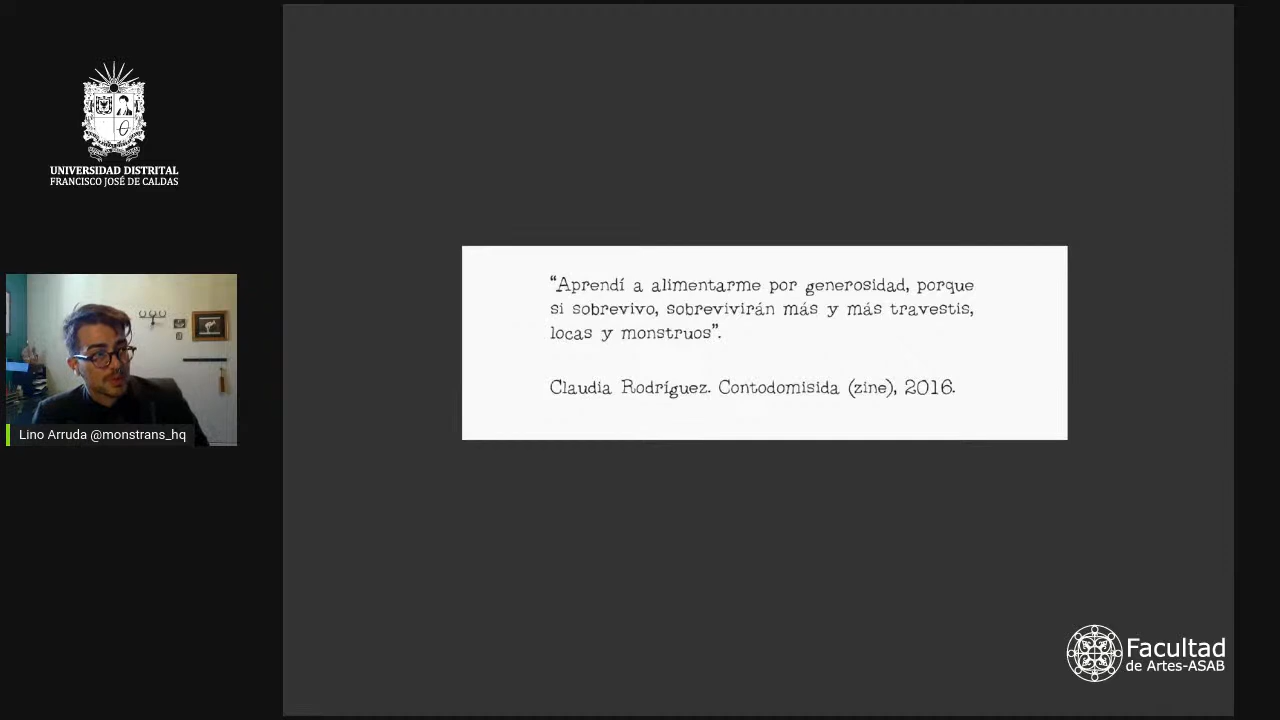 UNIVERSIDAD DISTRITAL
FRANCISCO JOSÉ DE CALDAS
Lino Arruda @monstrans_hq
“Aprendí a alimentarme por generosidad, porque
si sobrevivo, sobrevivirán más y más travestis,
locas y monstruos”.
Claudia Rodríguez. Contodomisida (zine), 2016.
Facultad
de Artes-ASAB